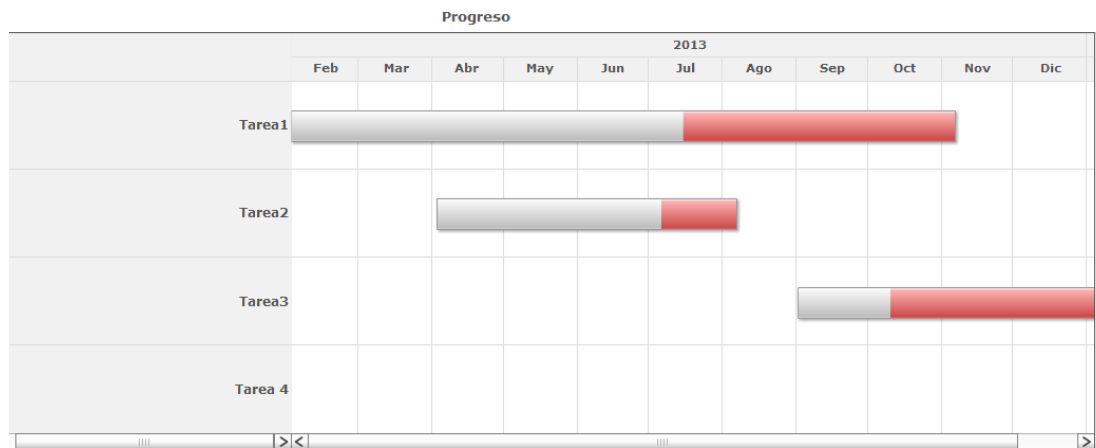 Progreso
2013
Feb Mar Abr May Jun Jul Ago Sep Oct Nov Dic
Tarea1
Tarea2
Tarea3
Tarea 4